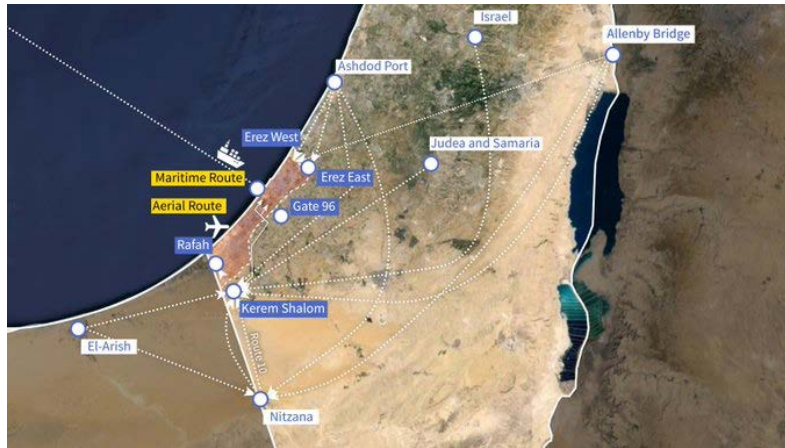 Israel
Allenby Bridge
Ashdod Port
Erez West
Judea and Samaria
Maritime Route
Erez East
Aerial Route
Gate 96
Rafah
Kerem Shalom
El-Arish
Route 10
Nitzana